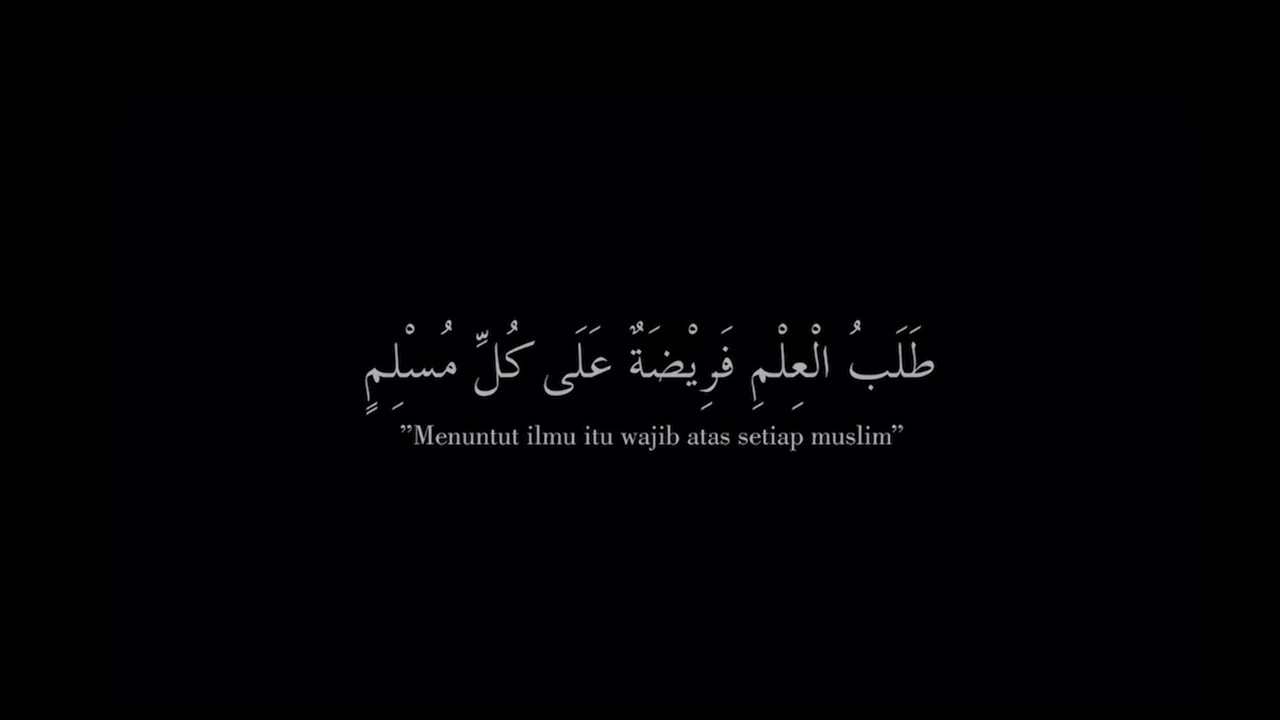 طَلَبُ الْعِلْمِ فَرِيْضَةٌ عَلَى كُلِّ مُسْلِمٍ
”Menuntut ilmu itu wajib atas setiap muslim”